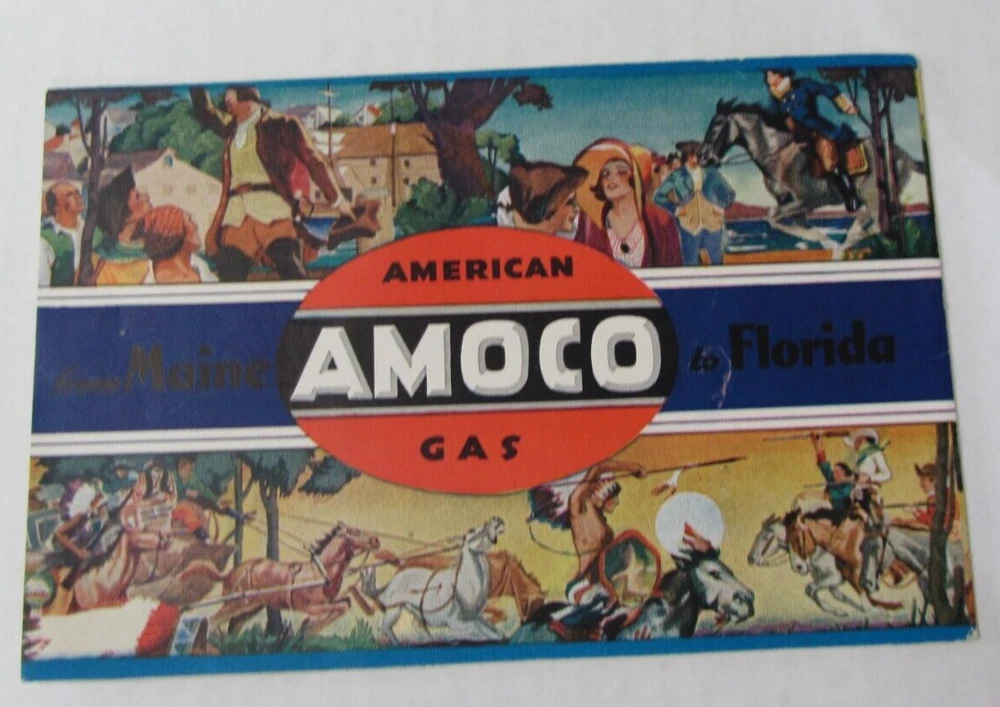 AMERICAN
from Maine AMOCO to Florida
GAS